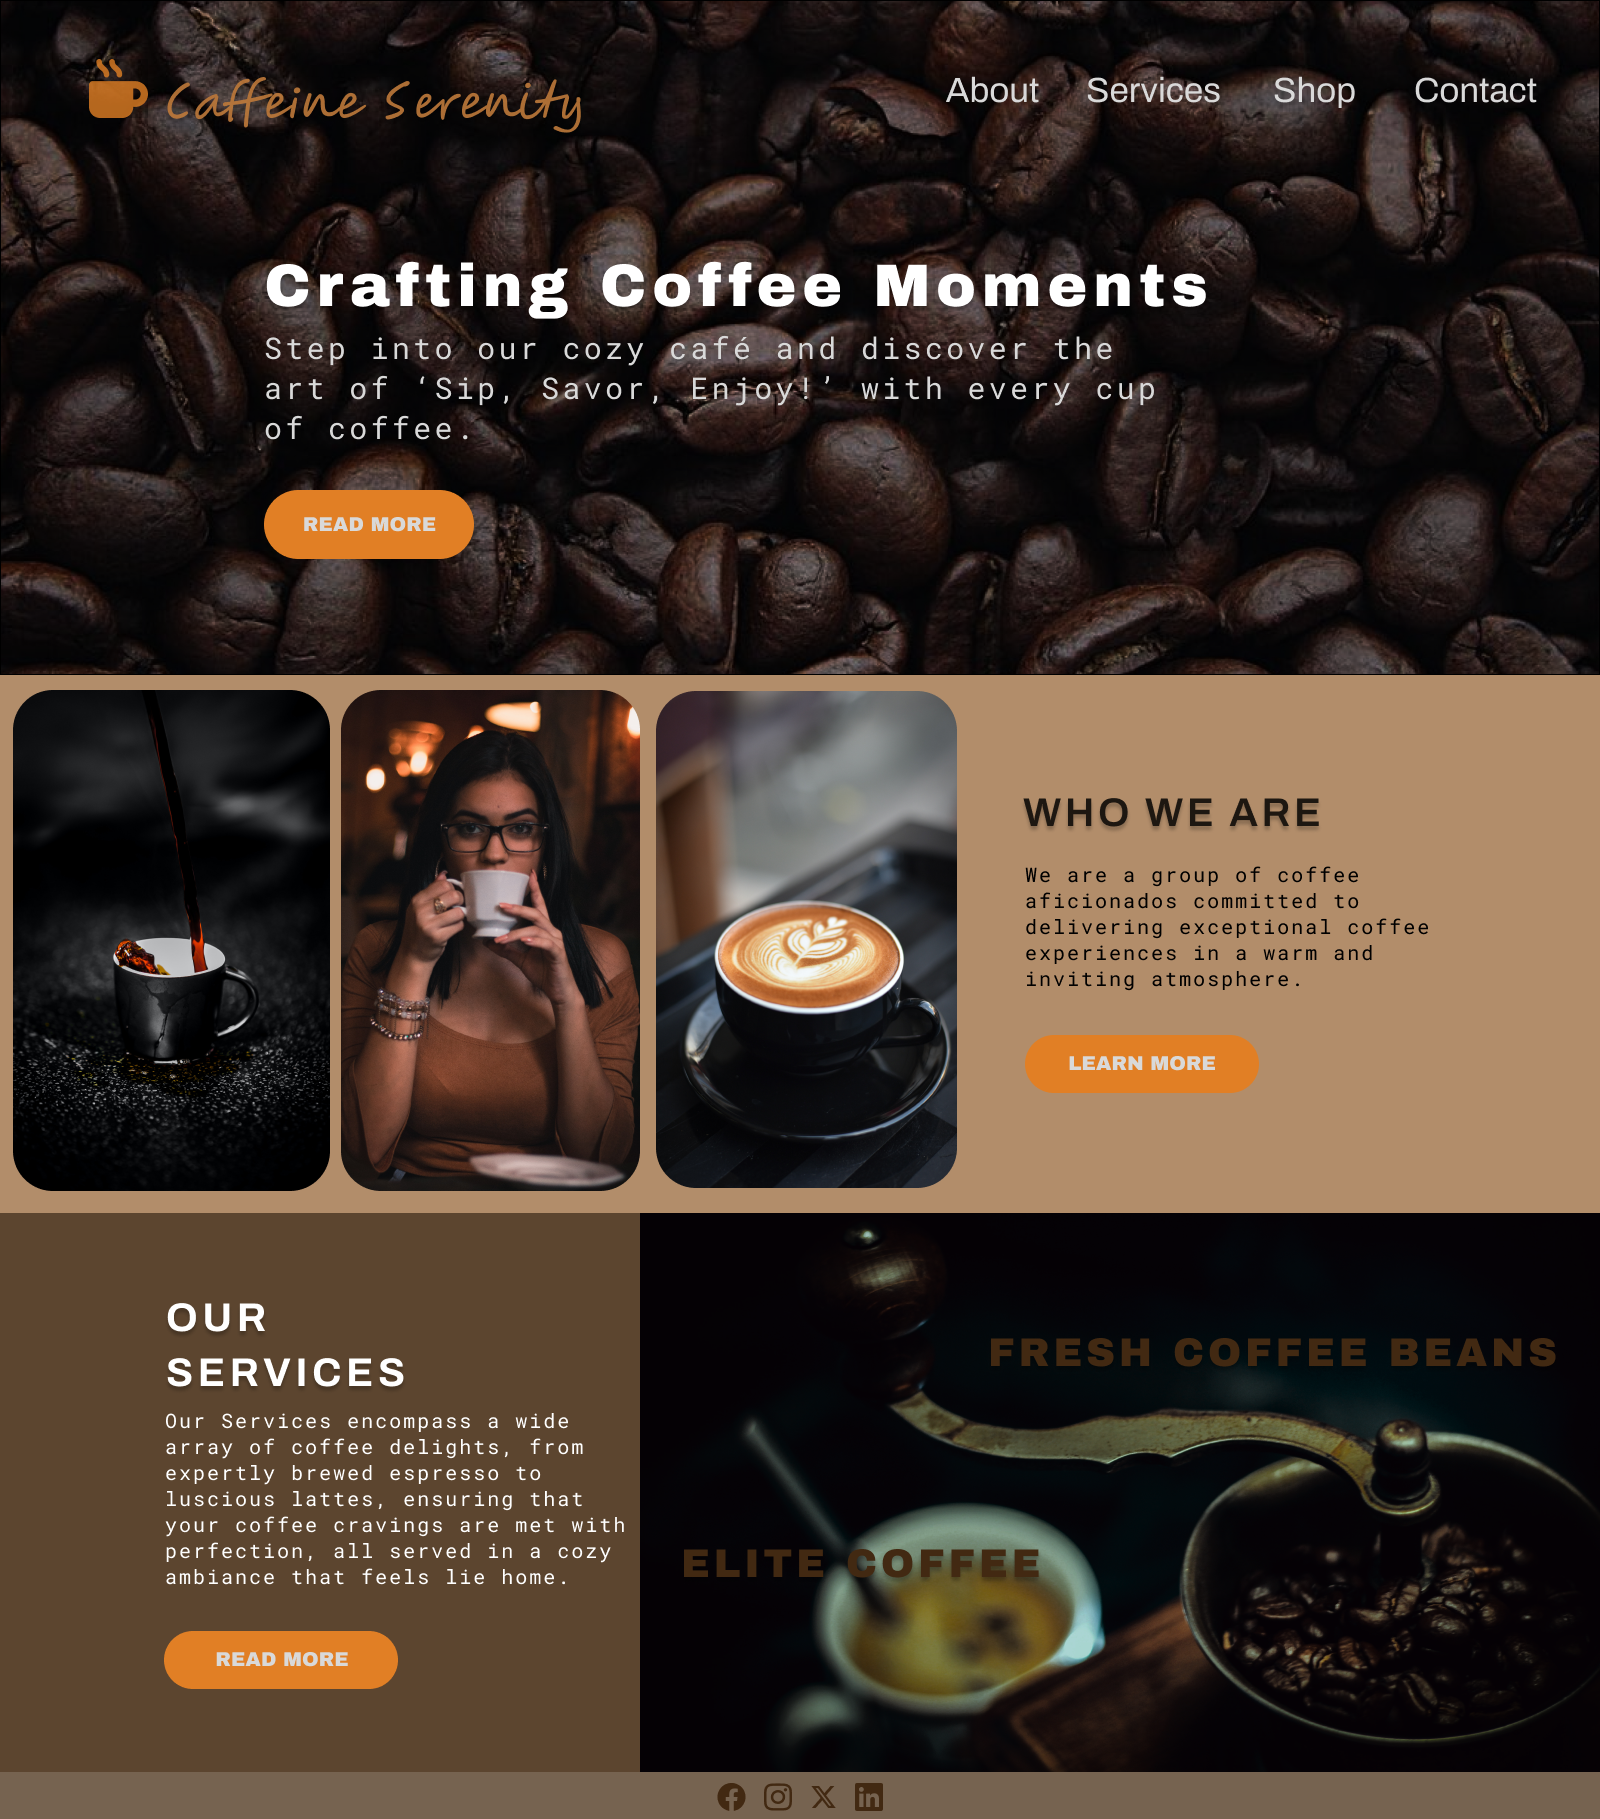 Caffeine Serenity
About Services Shop Contact
Crafting Coffee Moments
Step into our cozy café and discover the
art of ‘Sip, Savor, Enjoy!’ with every cup
of coffee.
READ MORE
WHO WE ARE
We are a group of coffee
aficionados committed to
delivering exceptional coffee
experiences in a warm and
inviting atmosphere.
LEARN MORE
OUR
SERVICES
Our Services encompass a wide
array of coffee delights, from
expertly brewed espresso to
luscious lattes, ensuring that
your coffee cravings are met with
perfection, all served in a cozy
ambiance that feels lie home.
READ MORE
FRESH COFFEE BEANS
ELITE COFFEE